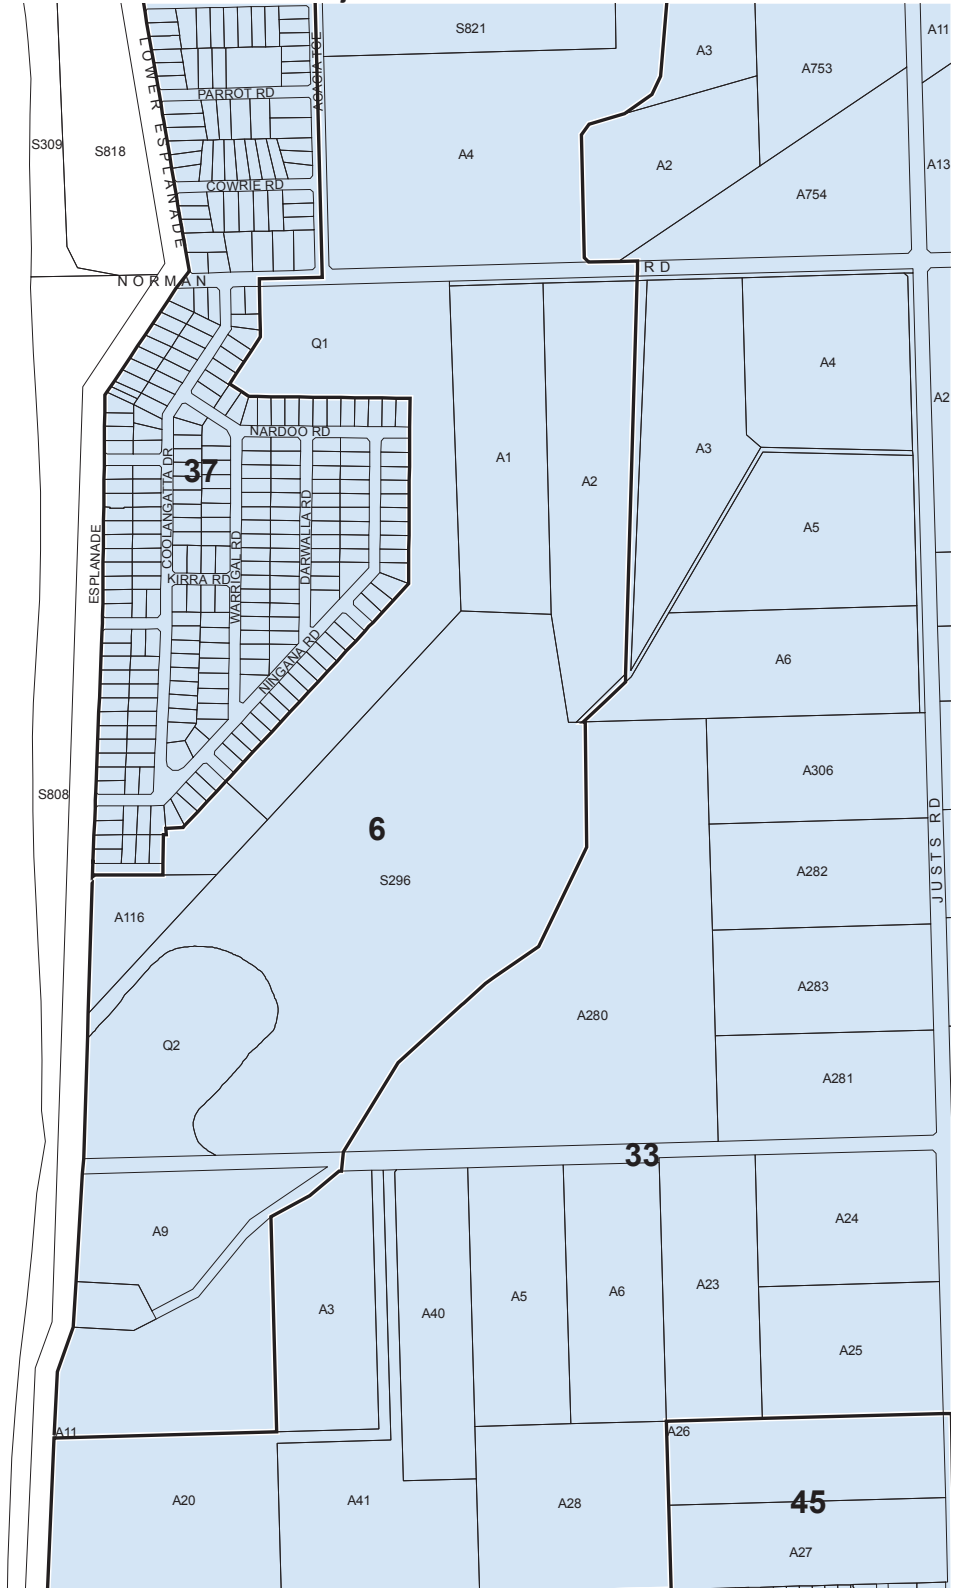 S821
A11
A3
A753
LOWER ESPLANADE
ACACIA TCE
PARROT RD
S309
S818
A4
A2
A13
COWRIE RD
A754
NORMAN
RD
Q1
A4
A2
NARDOO RD
A3
A1
37
A2
COOLANGATTA DR
DARWALLA RD
A5
ESPLANADE
WARRIGAL RD
KIRRA RD
NINGANA RD
A6
A306
S808
6
JUSTS RD
A282
S296
A116
A283
A280
Q2
A281
33
A24
A9
A23
A6
A5
A3
A40
A25
A11
A26
A20
A41
A28
45
A27